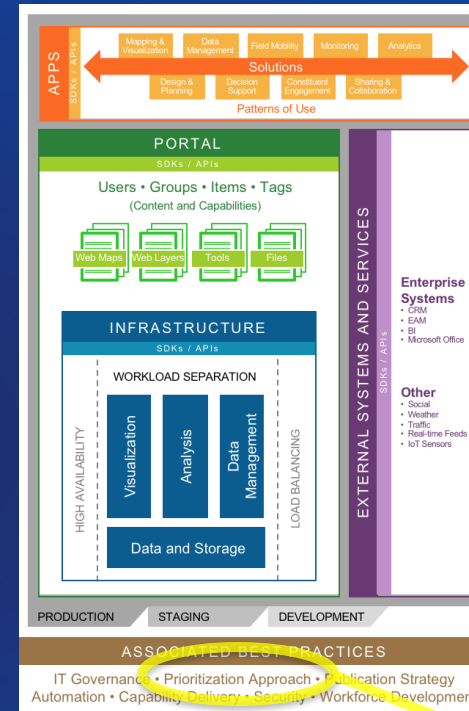 APPS
SDKs / APIs
Mapping &
Visualization
Data
Management
Field Mobility
Monitoring
Analytics
Solutions
Design &
Planning
Decision
Support
Constituent
Engagement
Sharing &
Collaboration
Patterns of Use
PORTAL
SDKs / APIs
Users • Groups • Items • Tags
(Content and Capabilities)
Web Maps
Web Layers
Tools
Files
INFRASTRUCTURE
SDKs / APIs
WORKLOAD SEPARATION
HIGH AVAILABILITY
Visualization
Analysis
Data
Management
LOAD BALANCING
Data and Storage
EXTERNAL SYSTEMS AND SERVICES
SDKs / APIs
Enterprise
Systems
• CRM
• EAM
• BI
• Microsoft Office
Other
• Social
• Weather
• Traffic
• Real-time Feeds
• IoT Sensors
PRODUCTION
STAGING
DEVELOPMENT
ASSOCIATED BEST PRACTICES
IT Governance • Prioritization Approach • Publication Strategy
Automation • Capability Delivery • Security • Workforce Developmen